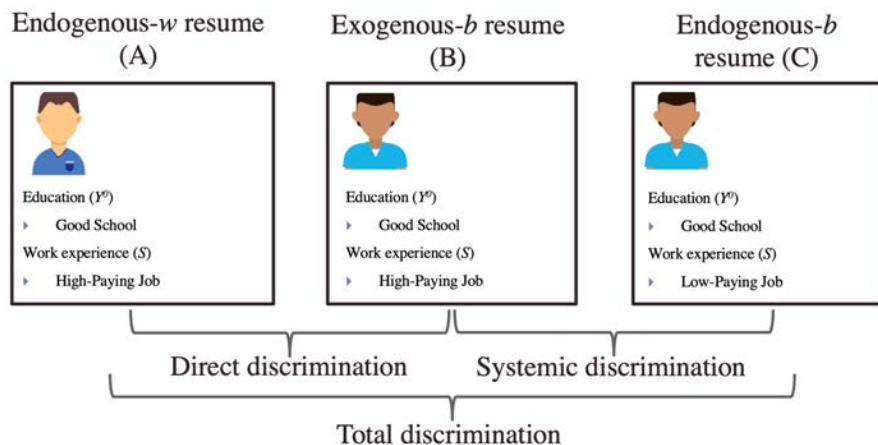 Endogenous-w resume
(A)
Exogenous-b resume
(B)
Endogenous-b
resume (C)
Education (Y⁰)
Good School
Work experience (S)
High-Paying Job
Education (Y⁰)
Good School
Work experience (S)
High-Paying Job
Education (Y⁰)
Good School
Work experience (S)
Low-Paying Job
Direct discrimination
Systemic discrimination
Total discrimination